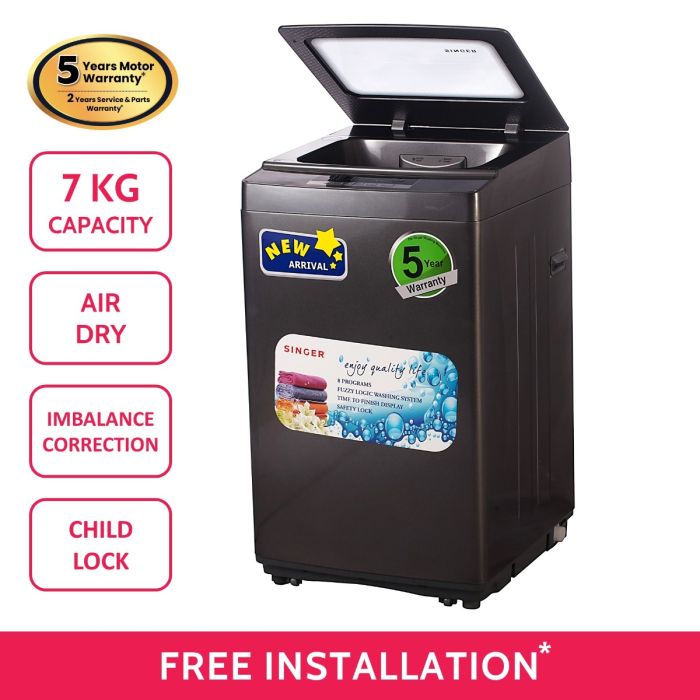 5 Years Motor
Warranty*
2 Years Service & Parts
Warranty*
7 KG
CAPACITY
AIR
DRY
IMBALANCE
CORRECTION
CHILD
LOCK
SINGER
NEW
ARRIVAL
5
Year
Warranty
SINGER
enjoy quality life
8 PROGRAMS
FUZZY LOGIC WASHING SYSTEM
TIME TO FINISH DISPLAY
SAFETY LOCK
FREE INSTALLATION*